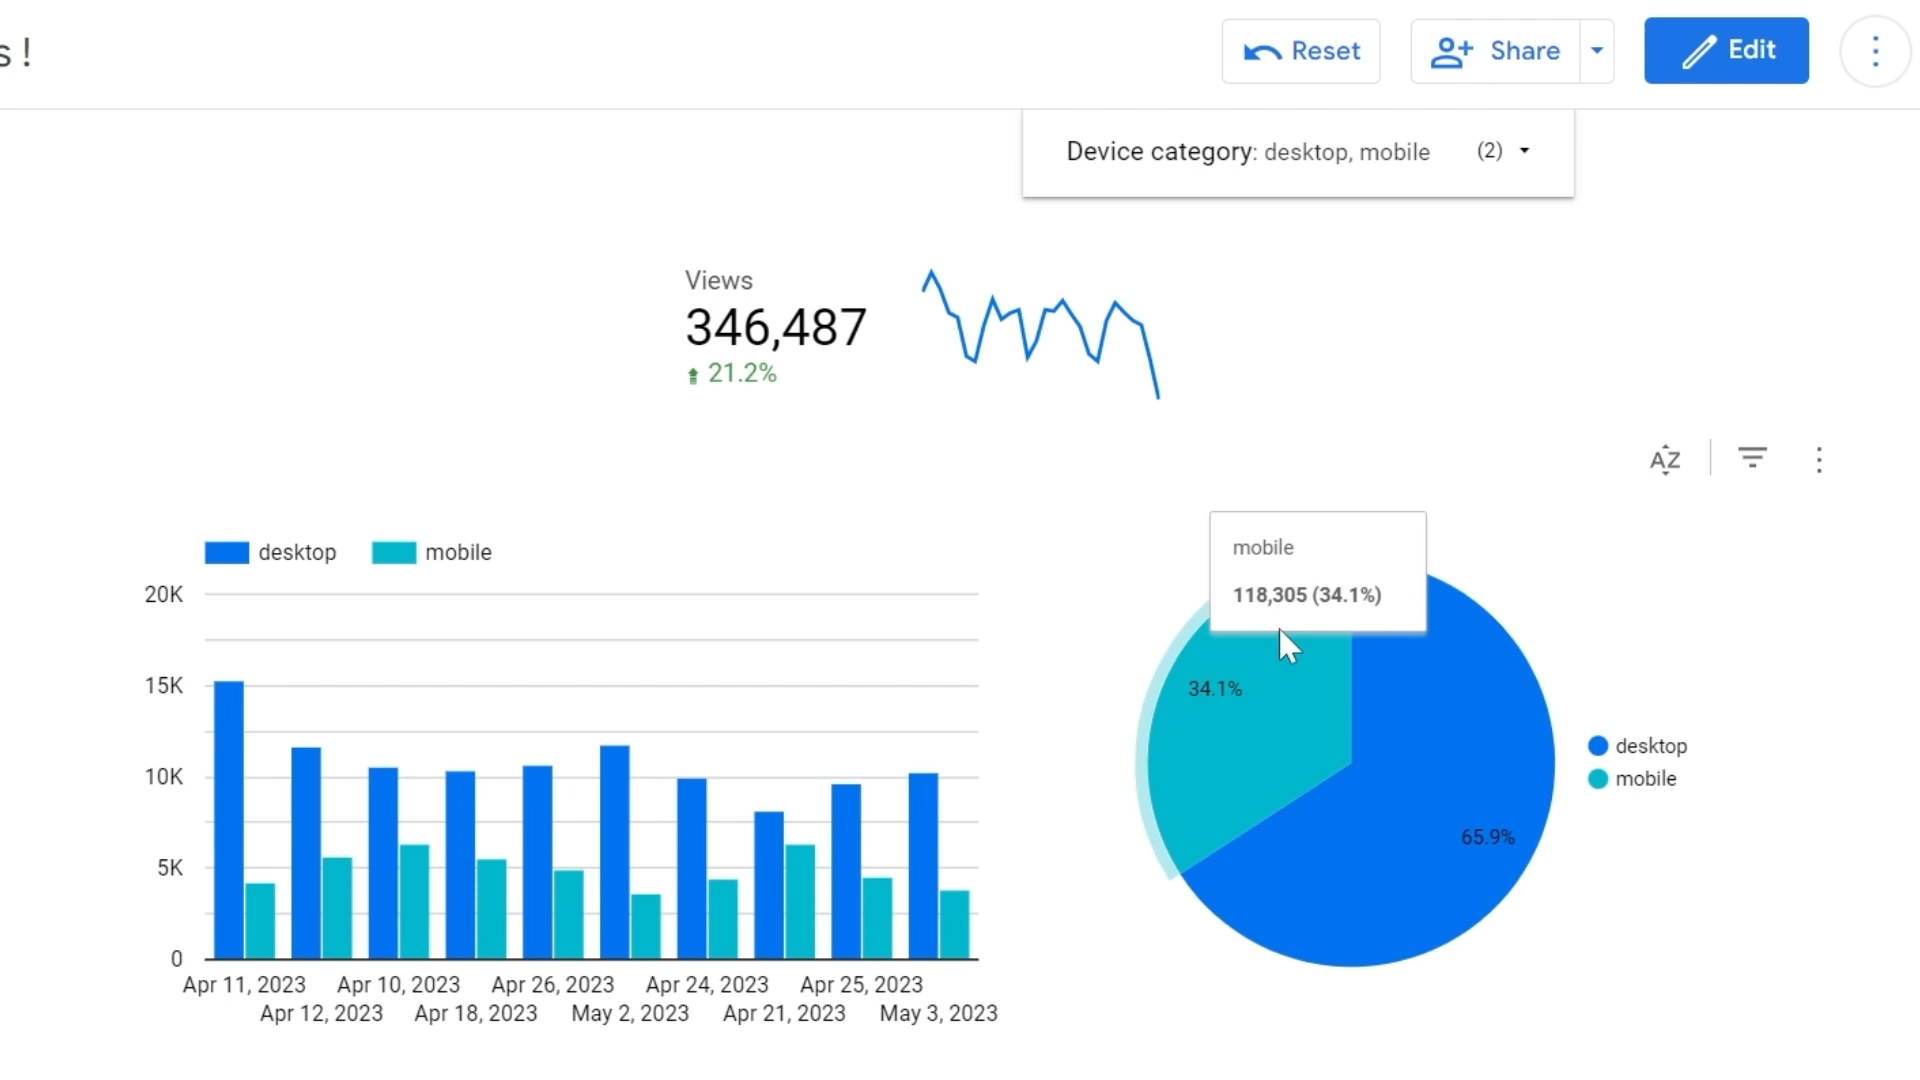 s !
Reset
Share
Edit
Device category: desktop, mobile (2)
Views
346,487
21.2%
AZ
desktop
mobile
20K
15K
10K
5K
0
Apr 11, 2023
Apr 12, 2023
Apr 10, 2023
Apr 18, 2023
Apr 26, 2023
May 2, 2023
Apr 24, 2023
Apr 21, 2023
Apr 25, 2023
May 3, 2023
mobile
118,305 (34.1%)
34.1%
65.9%
desktop
mobile